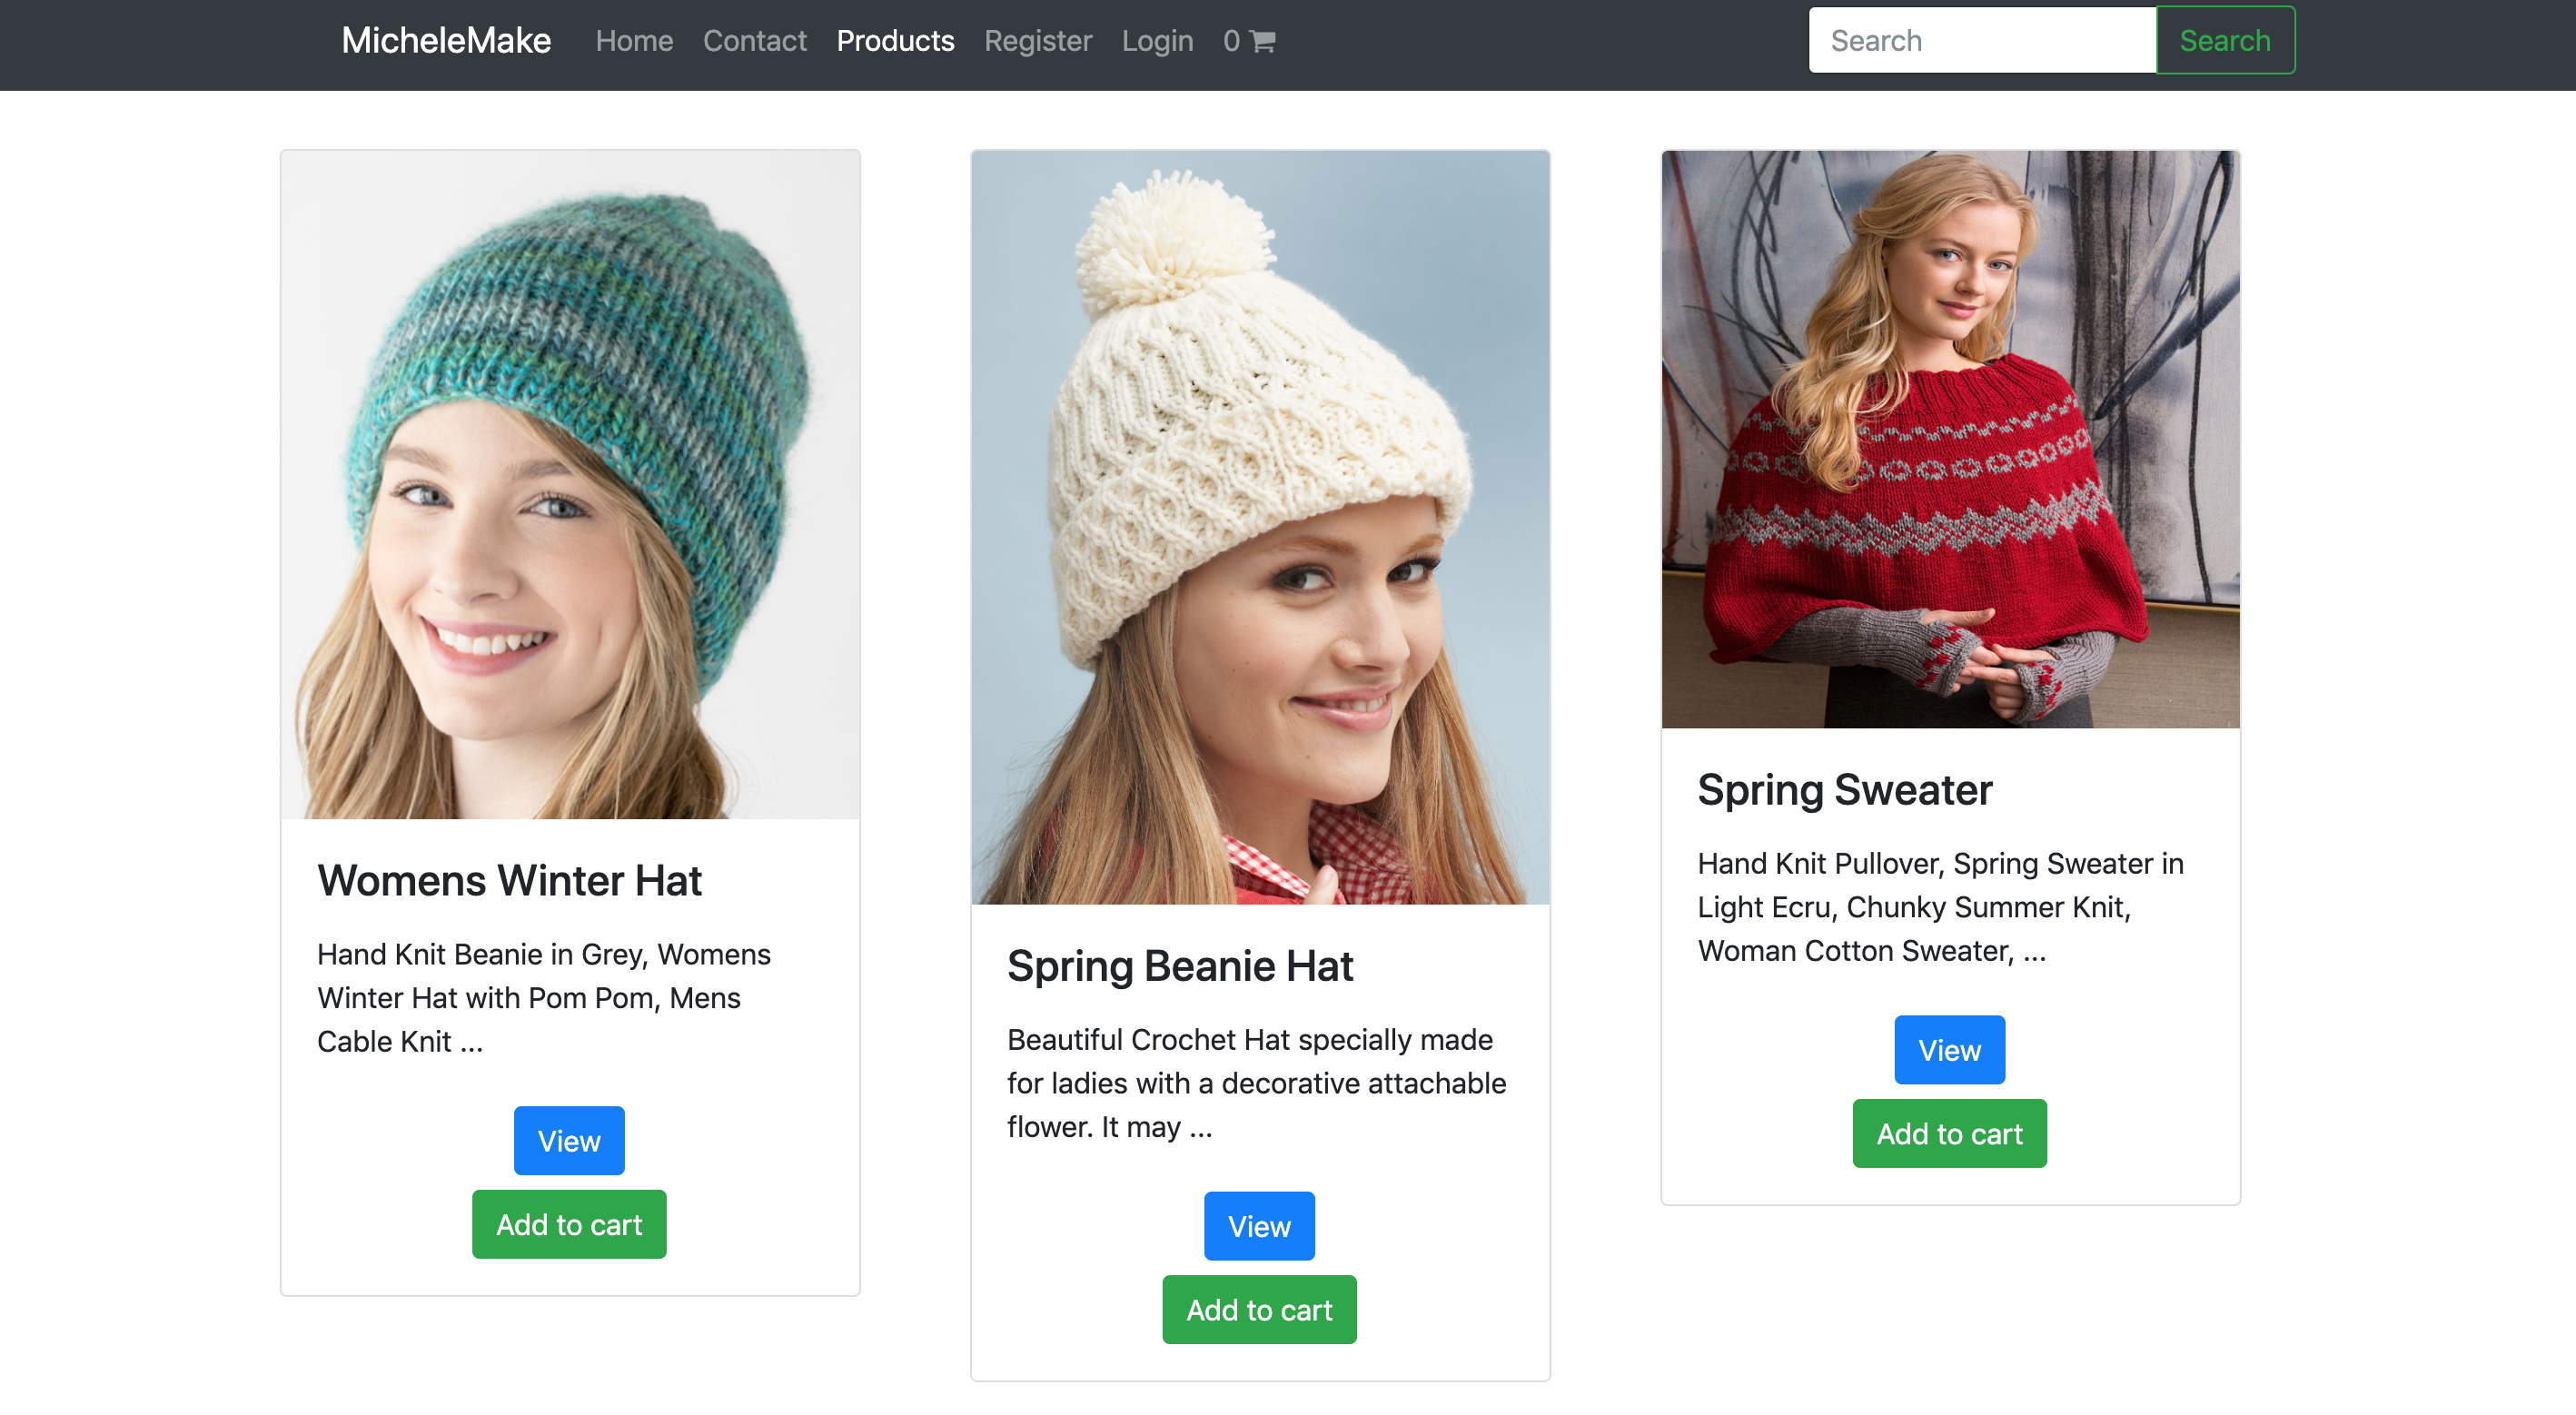 MicheleMake Home Contact Products Register Login 0 Search Search
Womens Winter Hat
Hand Knit Beanie in Grey, Womens
Winter Hat with Pom Pom, Mens
Cable Knit ...
View
Add to cart
Spring Beanie Hat
Beautiful Crochet Hat specially made
for ladies with a decorative attachable
flower. It may ...
View
Add to cart
Spring Sweater
Hand Knit Pullover, Spring Sweater in
Light Ecru, Chunky Summer Knit,
Woman Cotton Sweater, ...
View
Add to cart